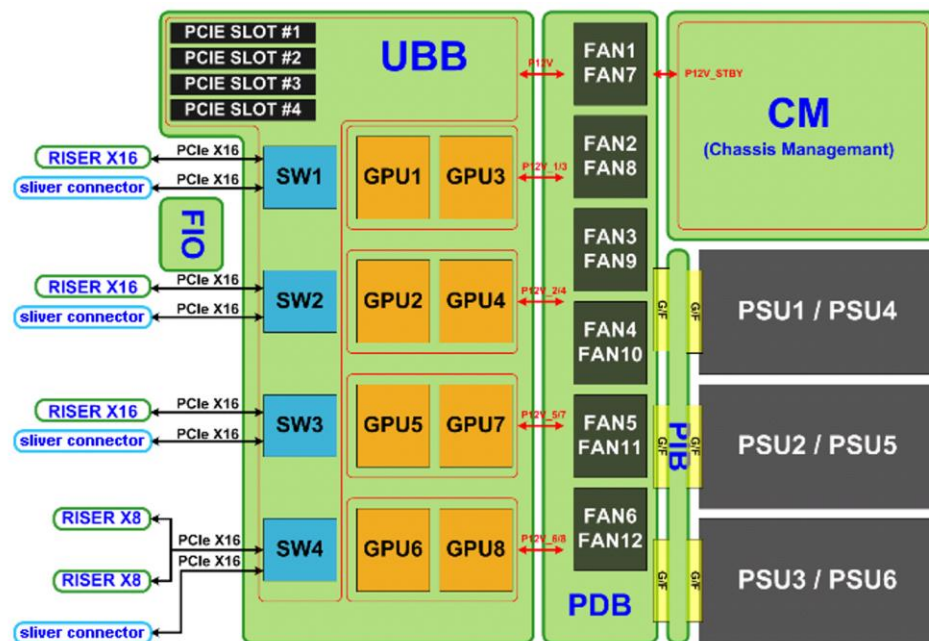 PCIE SLOT #1
PCIE SLOT #2
PCIE SLOT #3
PCIE SLOT #4
UBB
P12V
FAN1
FAN7
P12V_STBY
CM
(Chassis Managemant)
RISER X16
PCIe X16
sliver connector
PCIe X16
SW1
GPU1
GPU3
P12V_1/3
FAN2
FAN8
FIO
FAN3
FAN9
RISER X16
PCIe X16
sliver connector
PCIe X16
SW2
GPU2
GPU4
P12V_2/4
FAN4
FAN10
G/F
G/F
PSU1 / PSU4
RISER X16
PCIe X16
sliver connector
PCIe X16
SW3
GPU5
GPU7
P12V_5/7
FAN5
FAN11
G/F
PIB
G/F
PSU2 / PSU5
RISER X8
PCIe X16
RISER X8
PCIe X16
sliver connector
SW4
GPU6
GPU8
P12V_6/8
FAN6
FAN12
PDB
G/F
G/F
PSU3 / PSU6